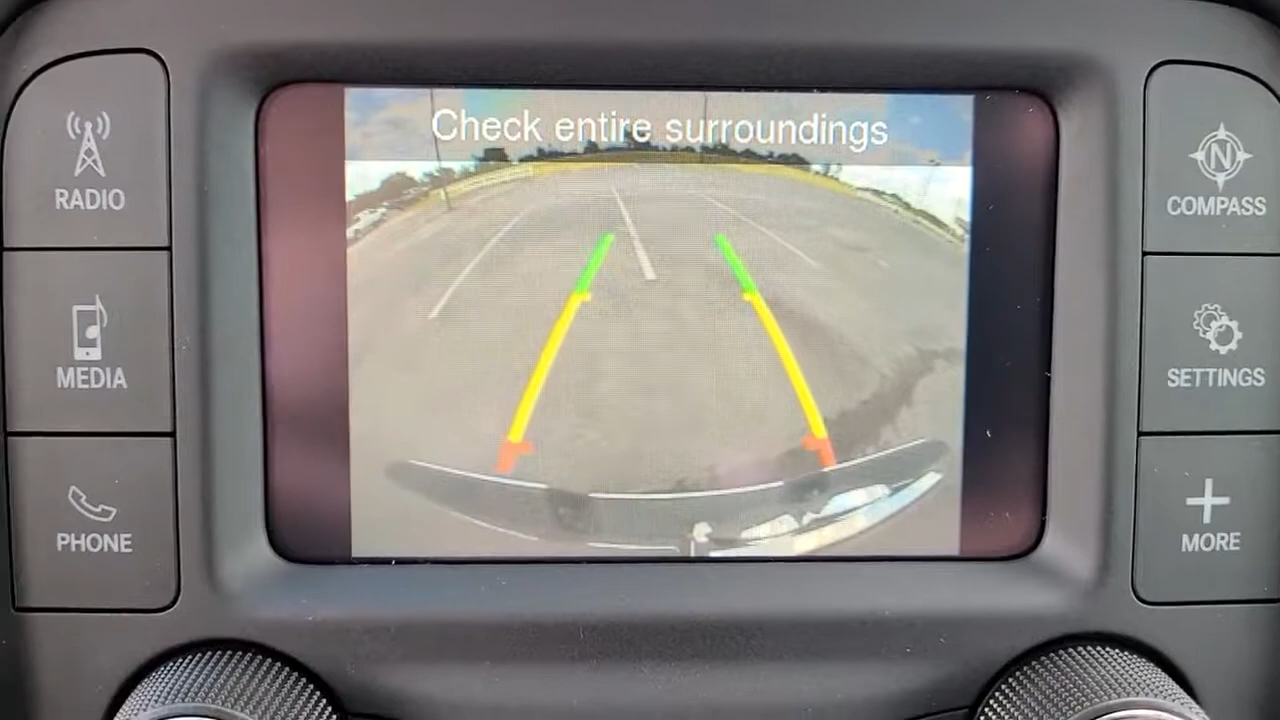 Check entire surroundings
RADIO
MEDIA
PHONE
N
COMPASS
SETTINGS
MORE